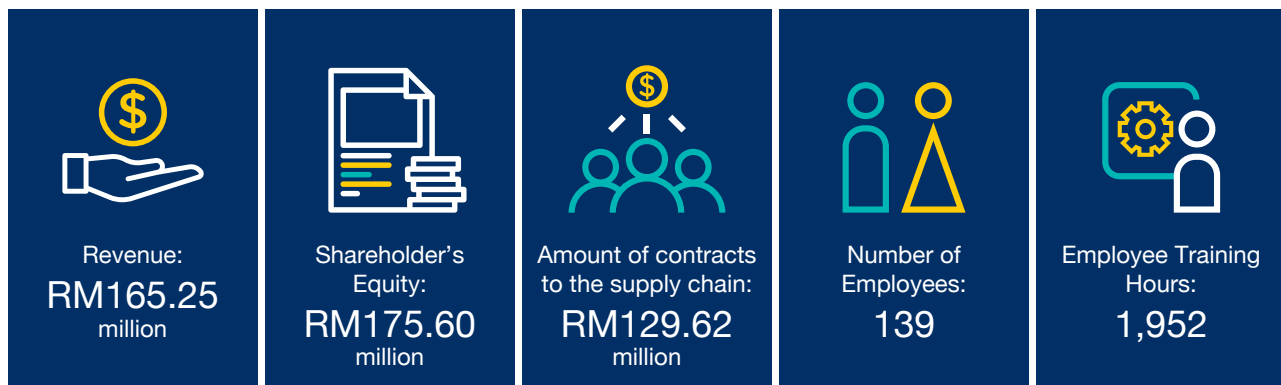 $
Revenue:
RM165.25
million
Shareholder's
Equity:
RM175.60
million
$
Amount of contracts
to the supply chain:
RM129.62
million
Number of
Employees:
139
Employee Training
Hours:
1,952